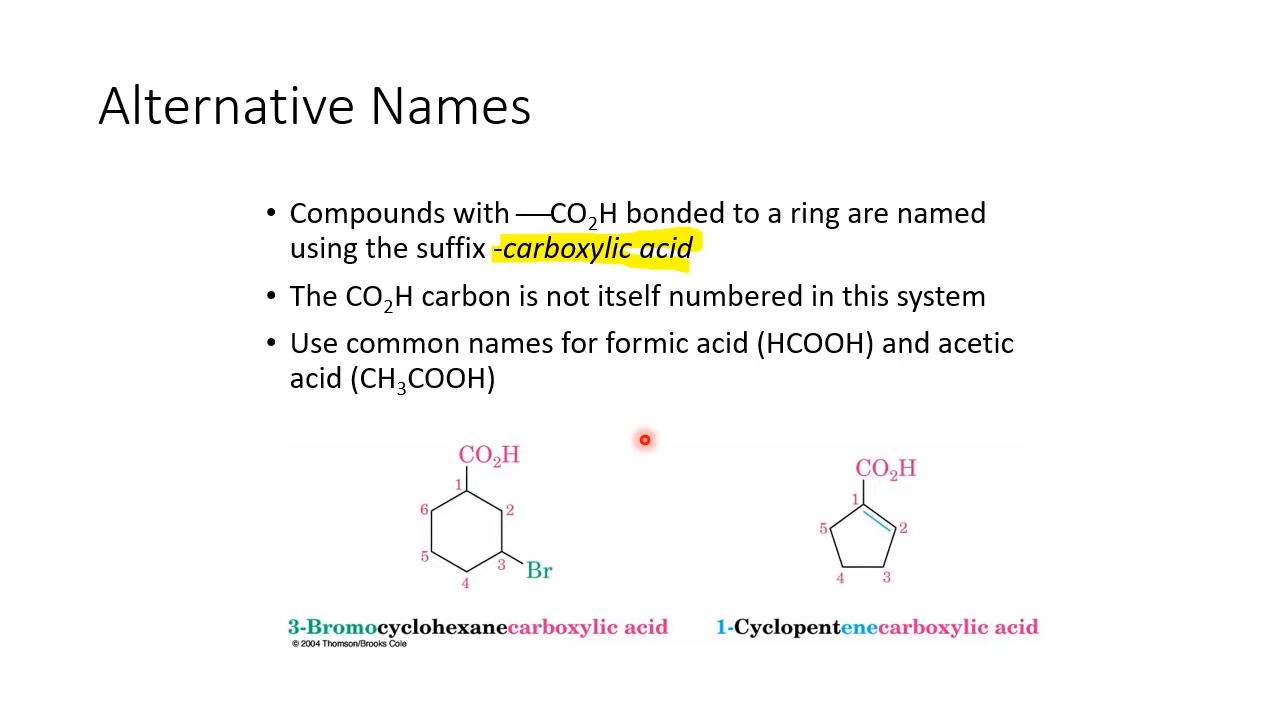 Alternative Names
• Compounds with —CO₂H bonded to a ring are named
using the suffix -carboxylic acid
• The CO₂H carbon is not itself numbered in this system
• Use common names for formic acid (HCOOH) and acetic
acid (CH₃COOH)
CO₂H
1
6
2
5
3
4
Br
3-Bromocyclohexanecarboxylic acid
© 2004 Thomson/Brooks Cole
CO₂H
1
5
2
4
3
1-Cyclopentenecarboxylic acid